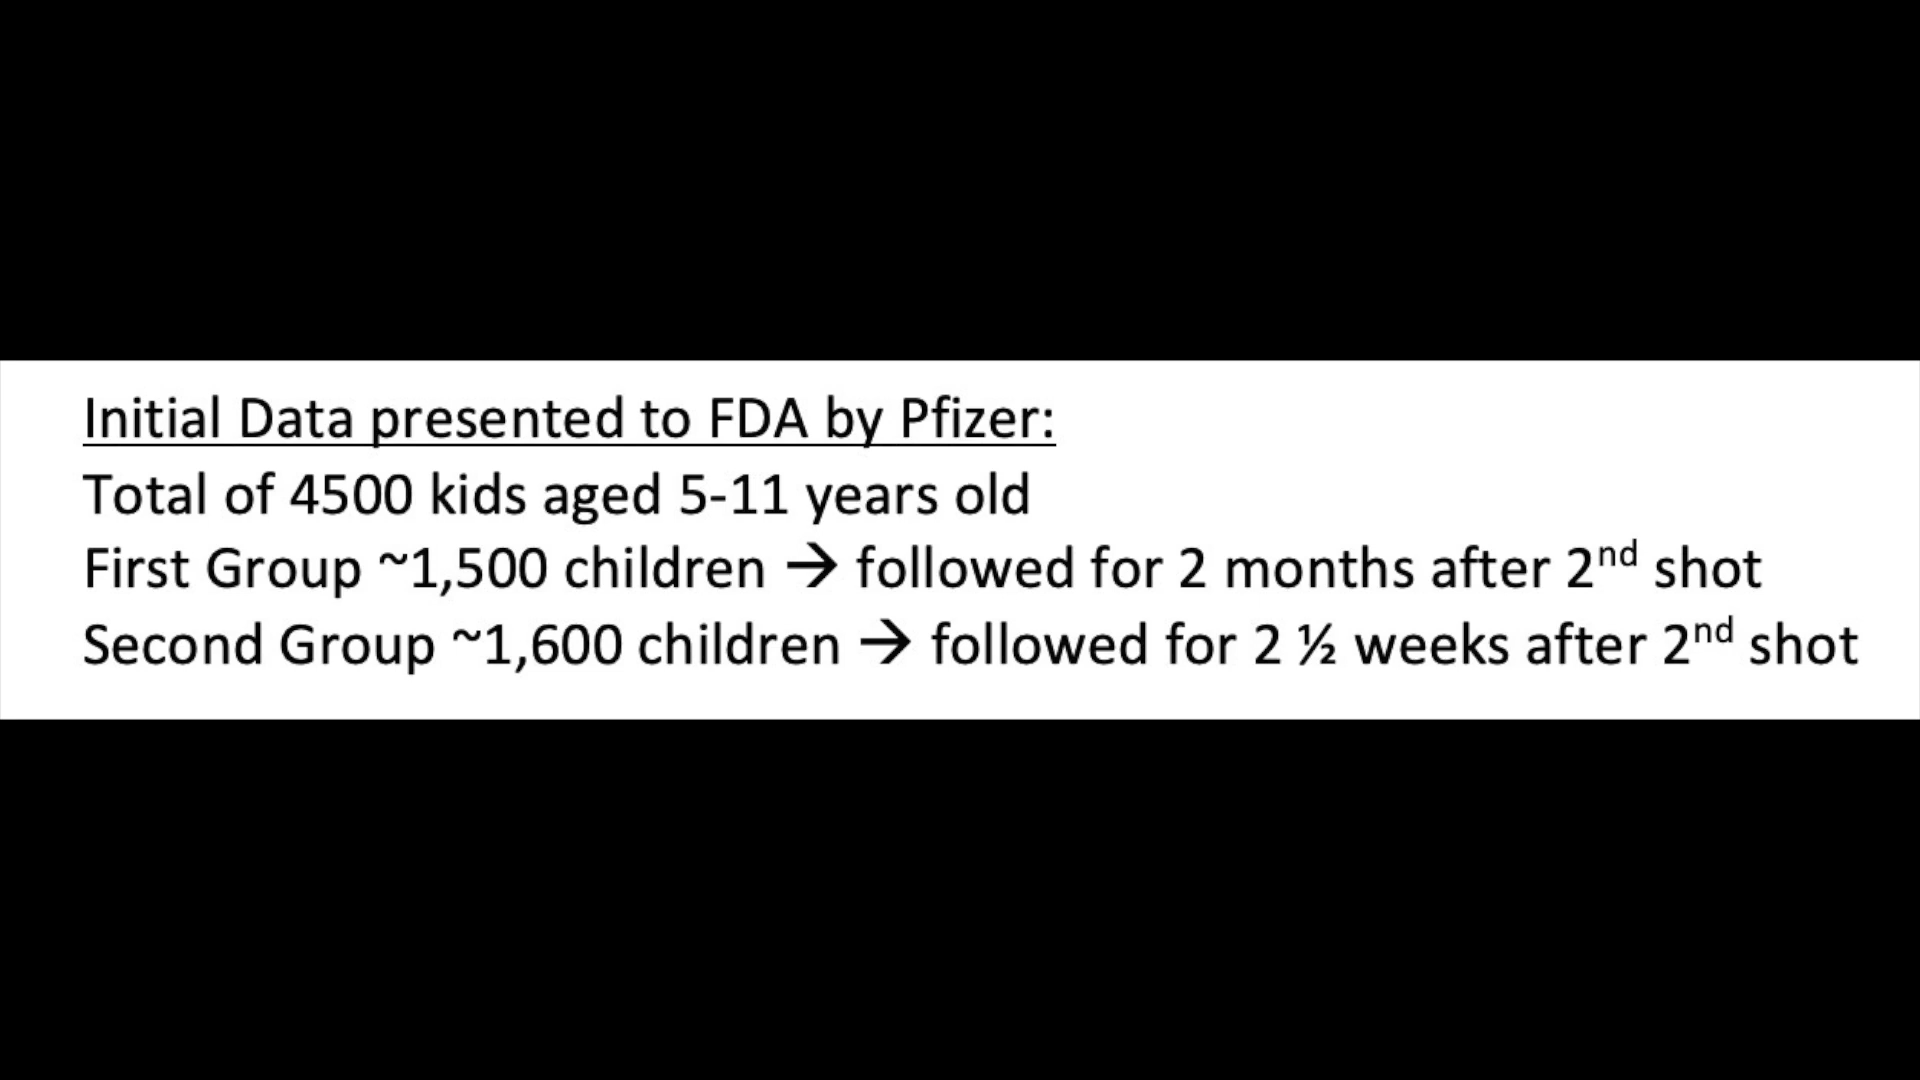 Initial Data presented to FDA by Pfizer:
Total of 4500 kids aged 5-11 years old
First Group ~1,500 children → followed for 2 months after 2nd shot
Second Group ~1,600 children → followed for 2 ½ weeks after 2nd shot